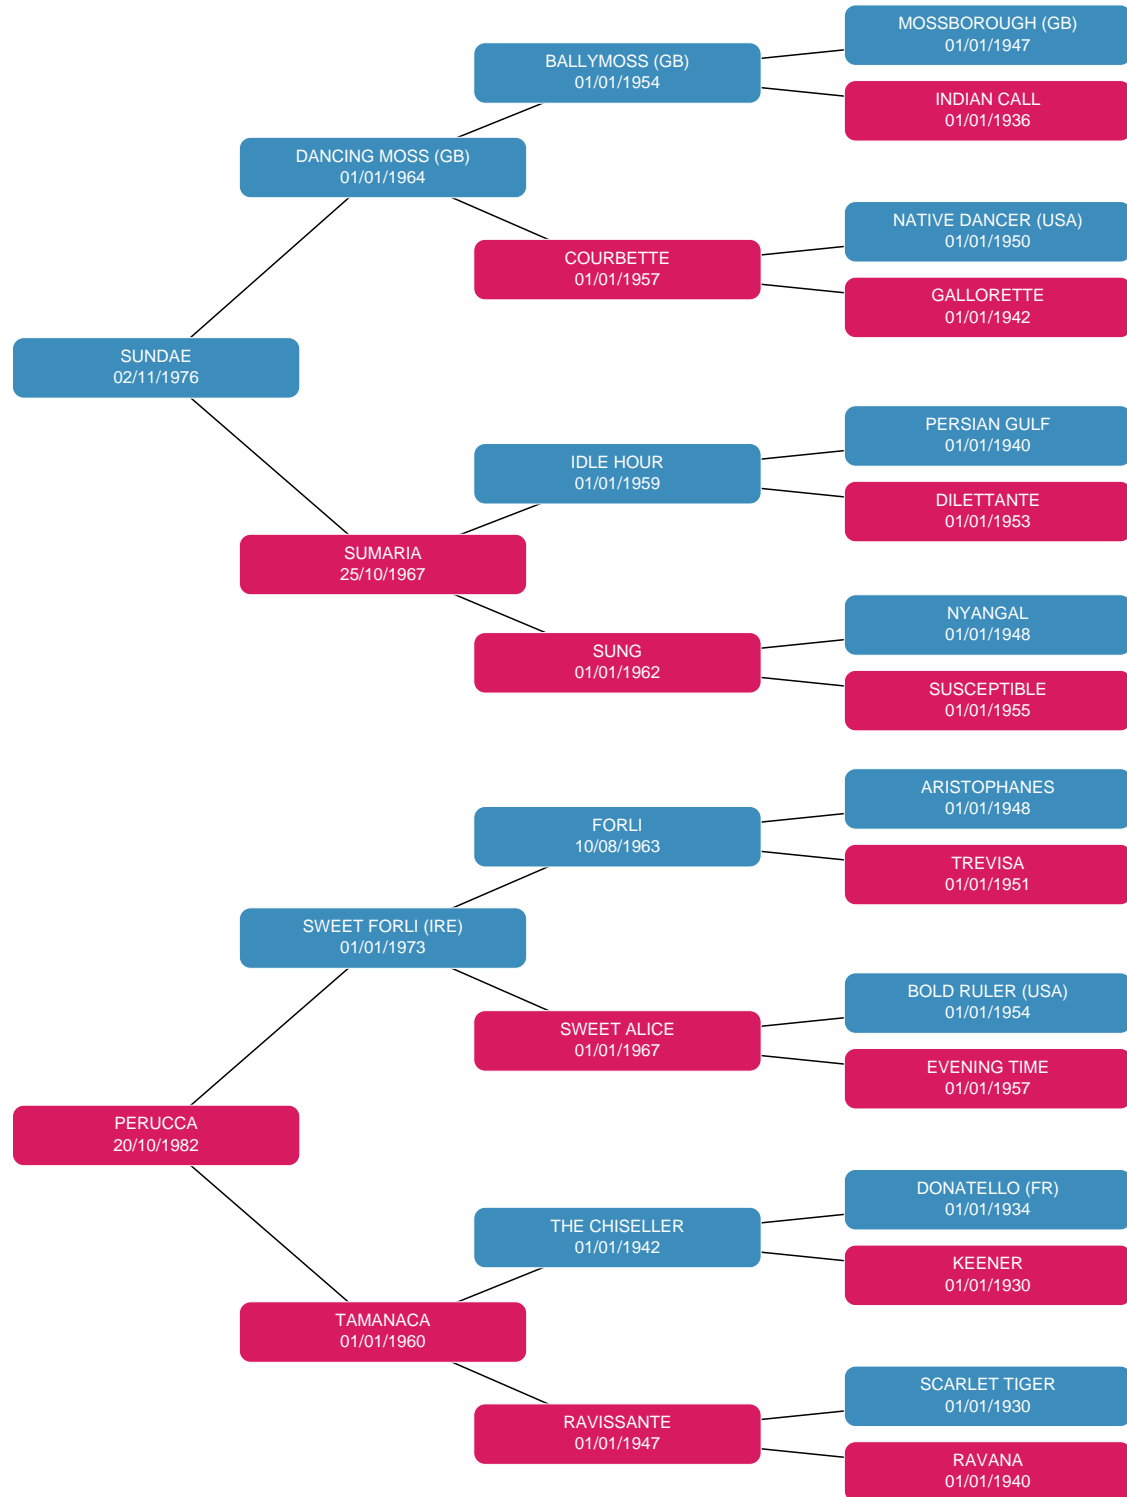 MOSSBOROUGH (GB)
01/01/1947
BALLYMOSS (GB)
01/01/1954
INDIAN CALL
01/01/1936
DANCING MOSS (GB)
01/01/1964
NATIVE DANCER (USA)
01/01/1950
COURBETTE
01/01/1957
GALLORETTE
01/01/1942
SUNDAE
02/11/1976
PERSIAN GULF
01/01/1940
IDLE HOUR
01/01/1959
DILETTANTE
01/01/1953
SUMARIA
25/10/1967
NYANGAL
01/01/1948
SUNG
01/01/1962
SUSCEPTIBLE
01/01/1955
ARISTOPHANES
01/01/1948
FORLI
10/08/1963
TREVISA
01/01/1951
SWEET FORLI (IRE)
01/01/1973
BOLD RULER (USA)
01/01/1954
SWEET ALICE
01/01/1967
EVENING TIME
01/01/1957
PERUCCA
20/10/1982
DONATELLO (FR)
01/01/1934
THE CHISELLER
01/01/1942
KEENER
01/01/1930
TAMANACA
01/01/1960
SCARLET TIGER
01/01/1930
RAVISSANTE
01/01/1947
RAVANA
01/01/1940